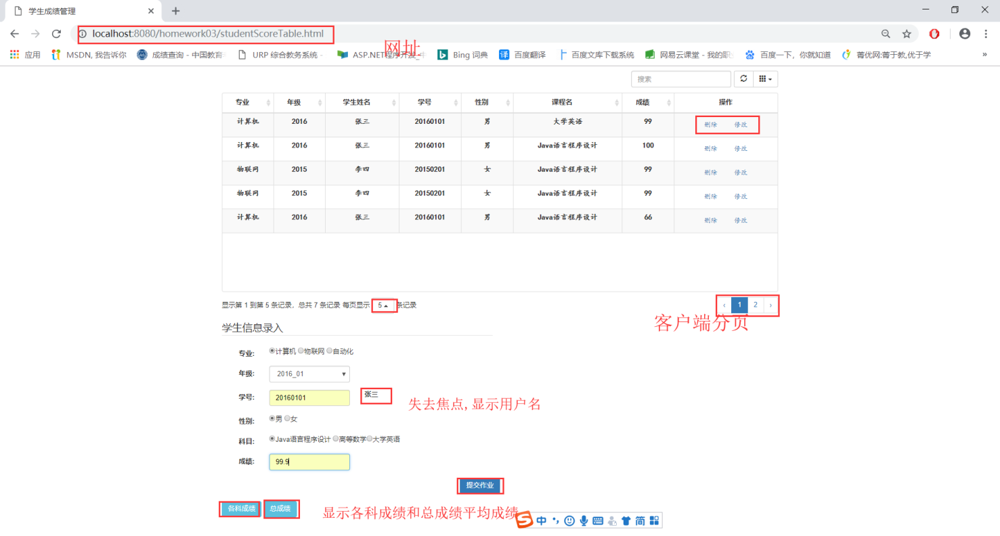 学生成绩管理
localhost:8080/homework03/studentScoreTable.html
网址
应用 MSDN, 我告诉你 成绩查询 - 中国教育 URP 综合教务系统 - ASP.NET程序开发_中 Bing 词典 百度翻译 百度文库下载系统 网易云课堂 - 我的职 百度一下，你就知道 菁优网:菁于教,优于学 »
搜索
专业 年级 学生姓名 学号 性别 课程名 成绩 操作
计算机 2016 张三 20160101 男 大学英语 99 删除 修改
计算机 2016 张三 20160101 男 Java语言程序设计 100 删除 修改
物联网 2015 李四 20150201 女 Java语言程序设计 99 删除 修改
物联网 2015 李四 20150201 女 Java语言程序设计 99 删除 修改
计算机 2016 张三 20160101 男 Java语言程序设计 66 删除 修改
显示第 1 到第 5 条记录，总共 7 条记录 每页显示 5 条记录 ‹ 1 2 ›
客户端分页
学生信息录入
专业: 计算机 物联网 自动化
年级: 2016_01
学号: 20160101 张三 失去焦点,显示用户名
性别: 男 女
科目: Java语言程序设计 高等数学 大学英语
成绩: 99.9
提交作业
各科成绩 总成绩 显示各科成绩和总成绩平均成绩
S 中 简